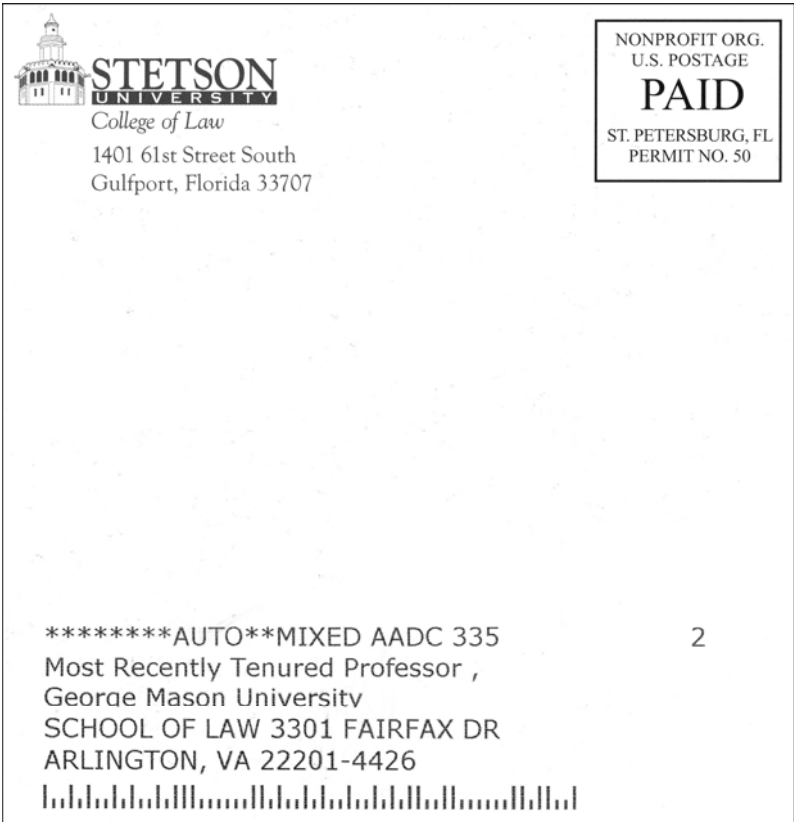 STETSON
UNIVERSITY
College of Law
1401 61st Street South
Gulfport, Florida 33707
NONPROFIT ORG.
U.S. POSTAGE
PAID
ST. PETERSBURG, FL
PERMIT NO. 50
********AUTO**MIXED AADC 335 2
Most Recently Tenured Professor ,
George Mason University
SCHOOL OF LAW 3301 FAIRFAX DR
ARLINGTON, VA 22201-4426